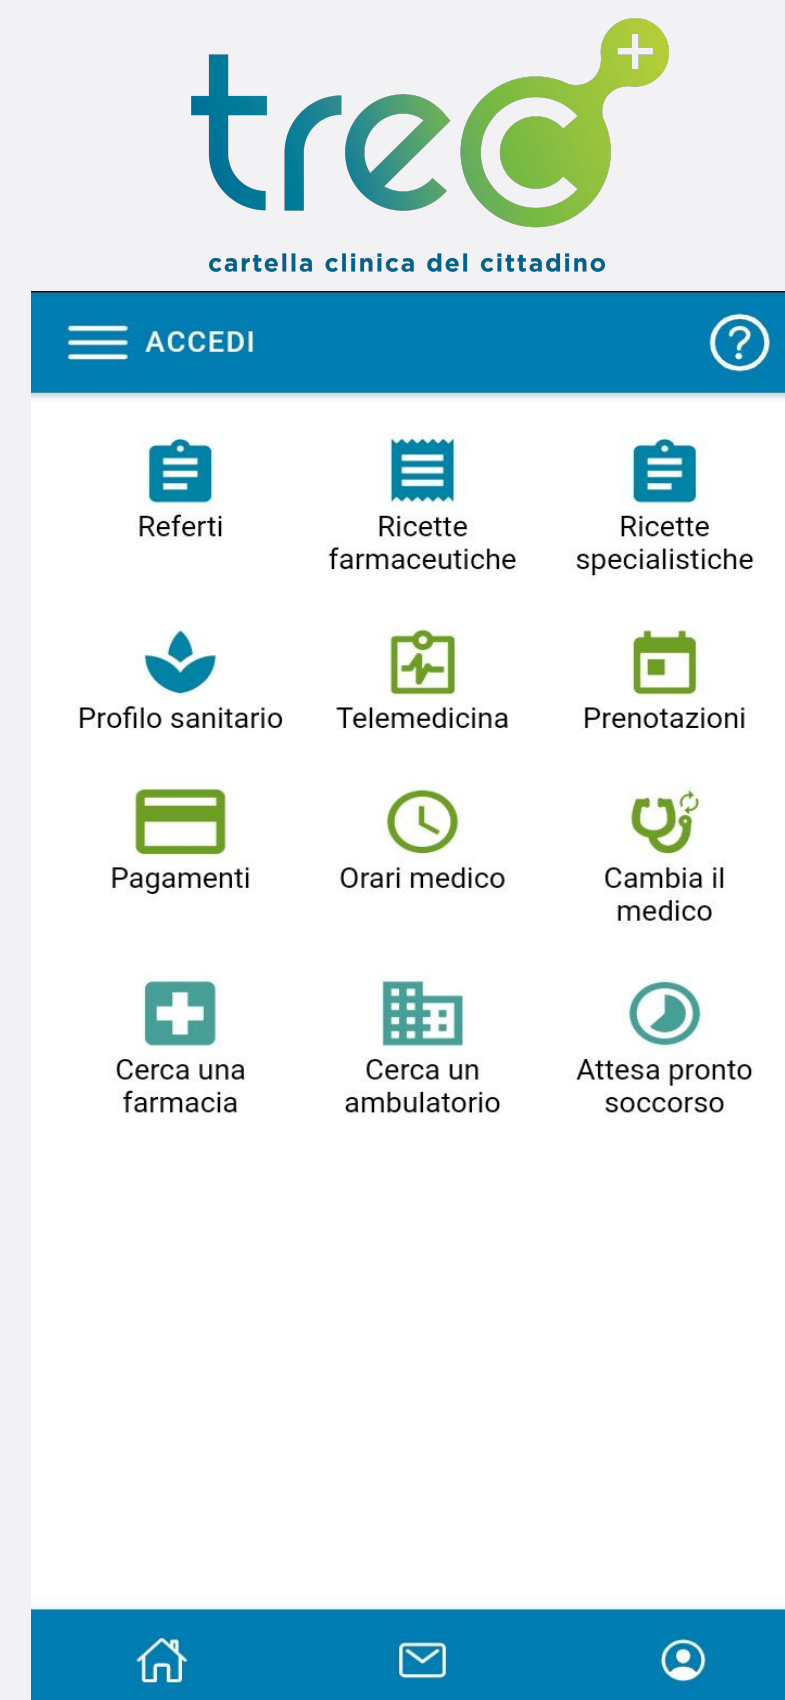 trec+
cartella clinica del cittadino
ACCEDI
?
Referti
Ricette
farmaceutiche
Ricette
specialistiche
Profilo sanitario
Telemedicina
Prenotazioni
Pagamenti
Orari medico
Cambia il
medico
Cerca una
farmacia
Cerca un
ambulatorio
Attesa pronto
soccorso